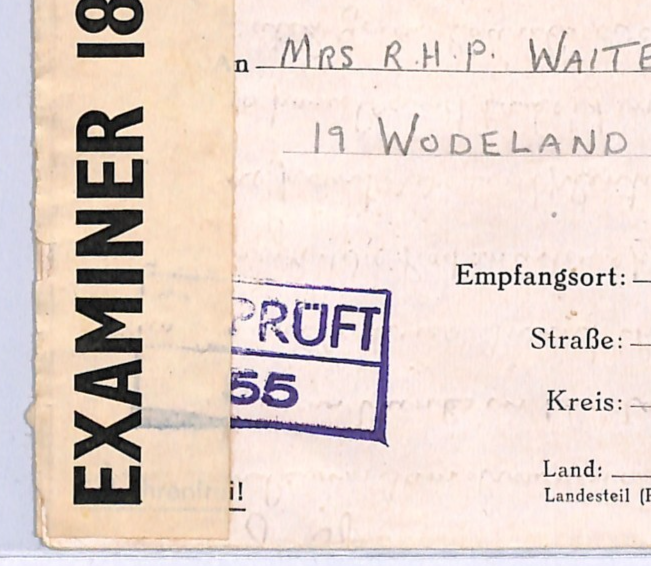 EXAMINER 18
n MRS R.H.P. WAITE
19 WODELAND
PRÜFT
55
Empfangsort:
Straße:
Kreis:
Land:
Landesteil (P
i!